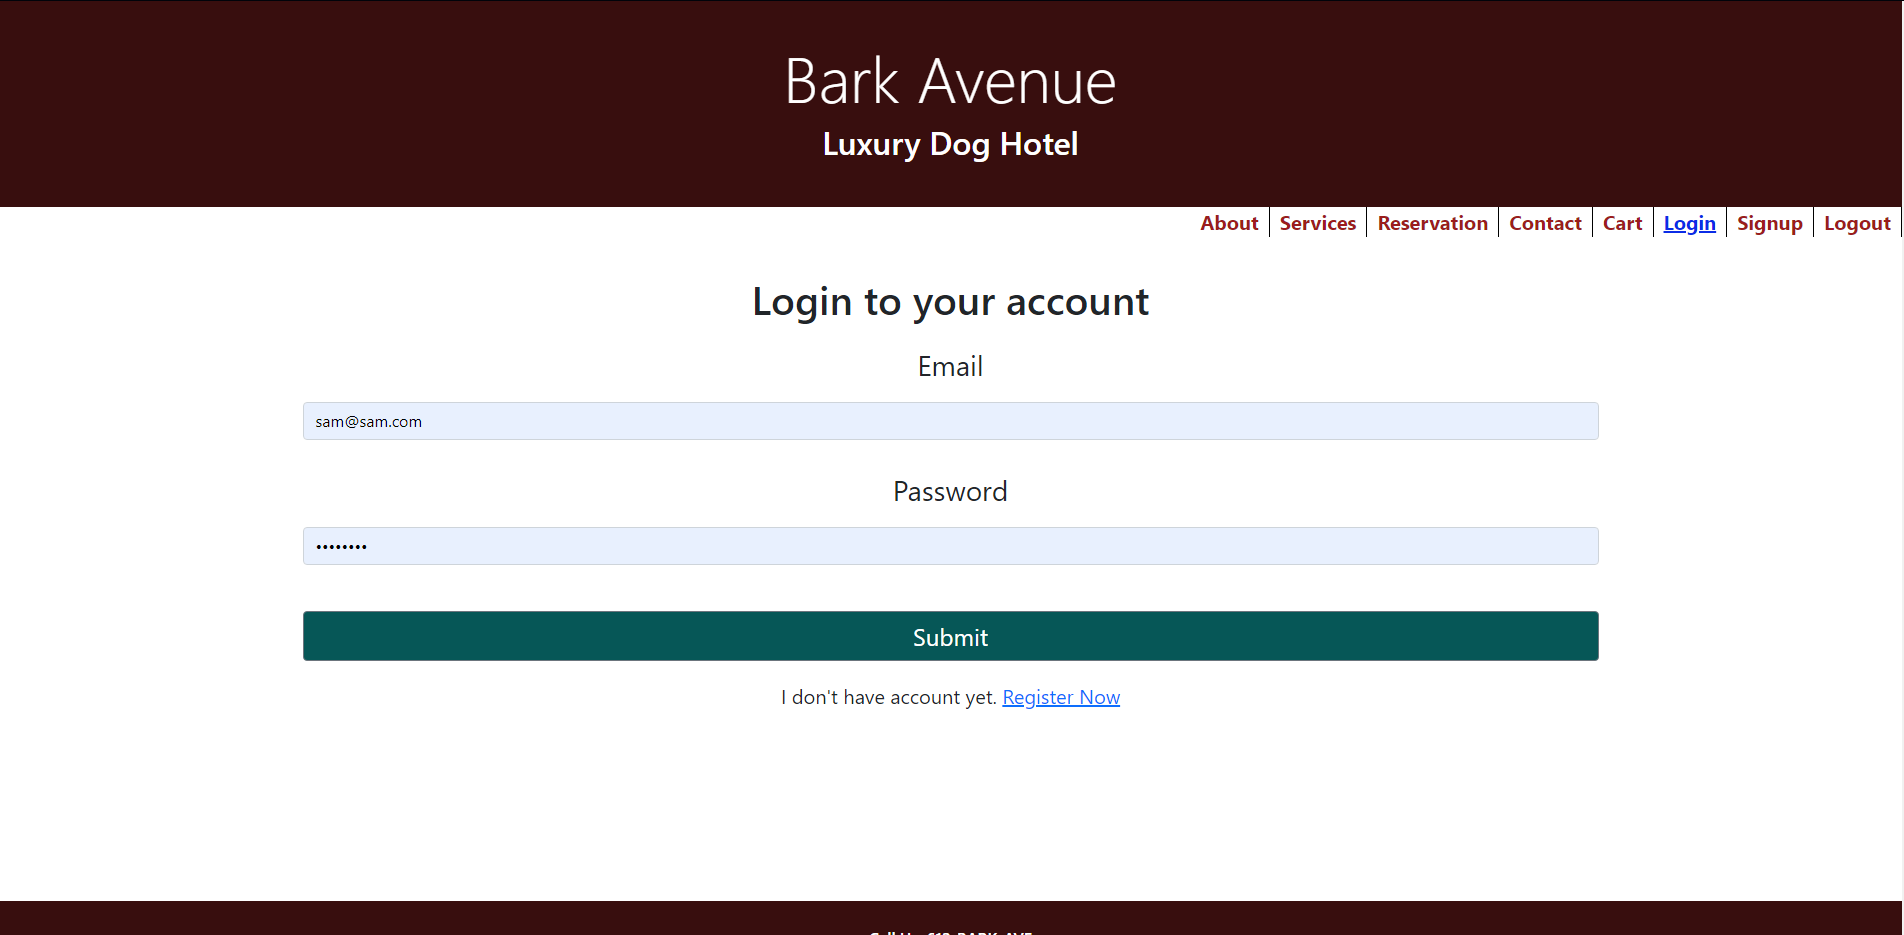 Bark Avenue
Luxury Dog Hotel
About Services Reservation Contact Cart Login Signup Logout
Login to your account
Email
sam@sam.com
Password
••••••••
Submit
I don't have account yet. Register Now